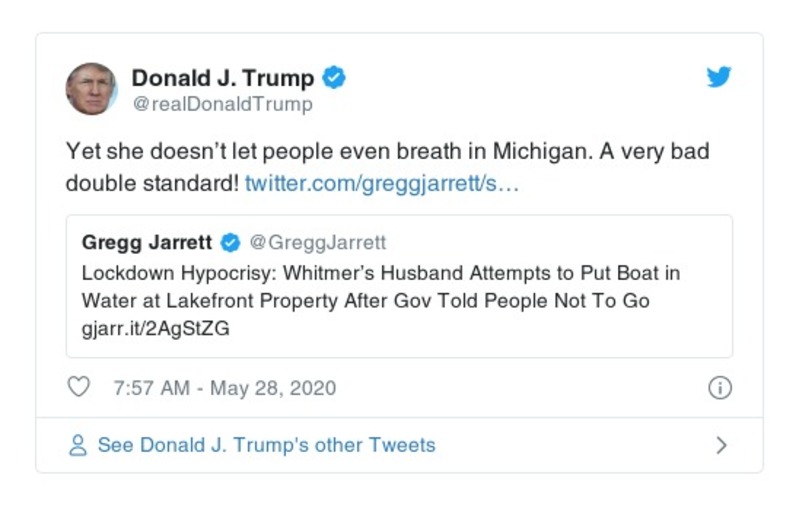 Donald J. Trump
@realDonaldTrump
Yet she doesn’t let people even breath in Michigan. A very bad
double standard! twitter.com/greggjarrett/s…
Gregg Jarrett @GreggJarrett
Lockdown Hypocrisy: Whitmer’s Husband Attempts to Put Boat in
Water at Lakefront Property After Gov Told People Not To Go
gjarr.it/2AgStZG
7:57 AM - May 28, 2020
See Donald J. Trump's other Tweets